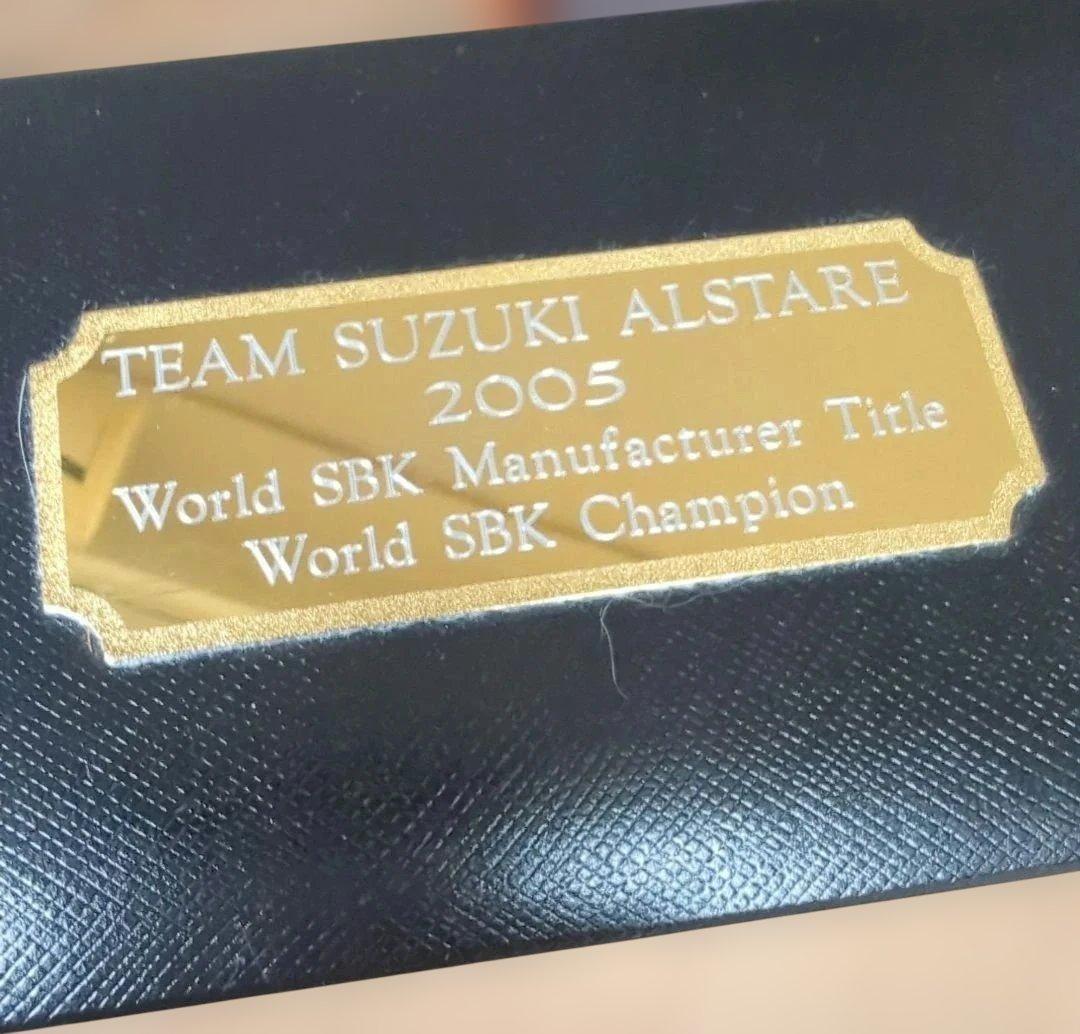 TEAM SUZUKI ALSTARE
2005
World SBK Manufacturer Title
World SBK Champion